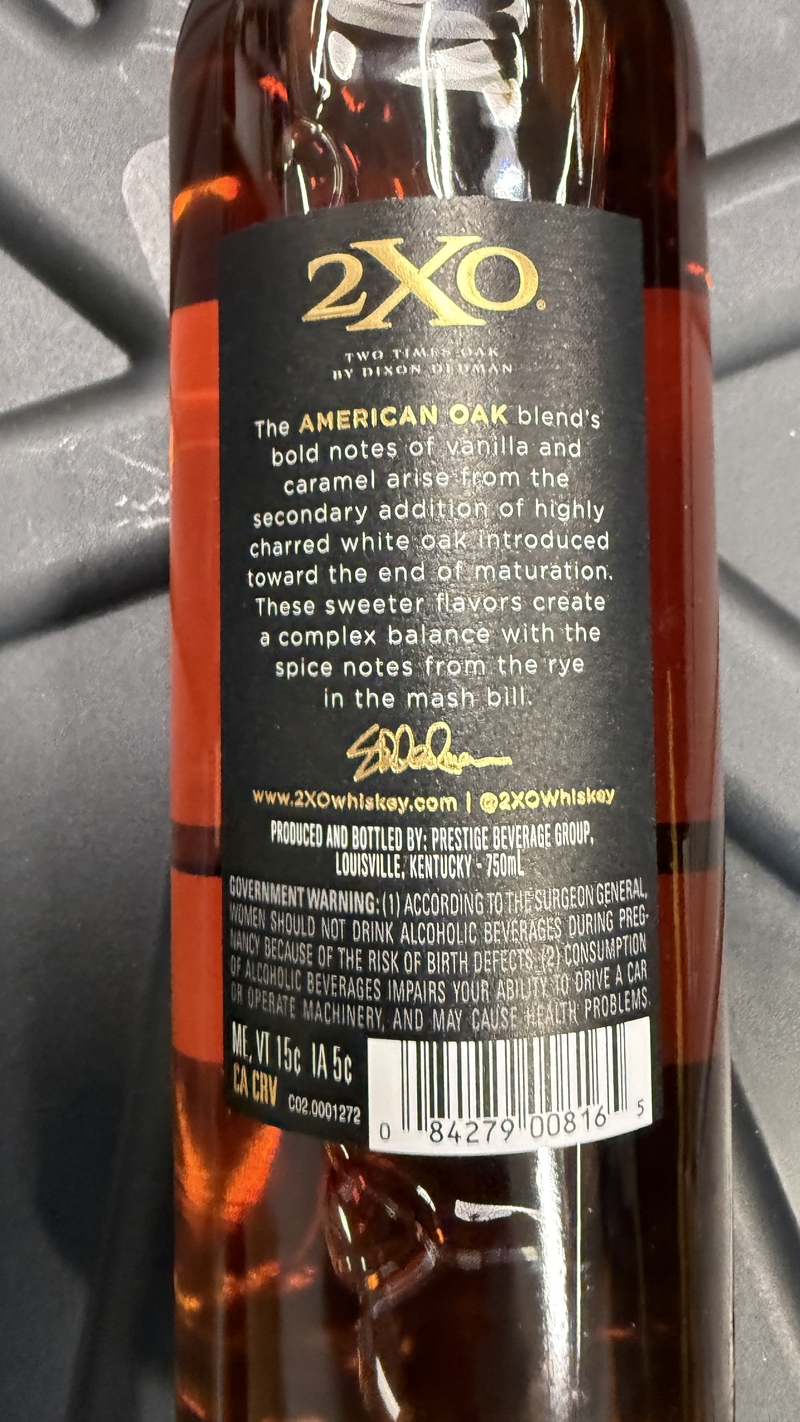 2XO.
TWO TIMES OAK
BY DIXON DEDMAN
The AMERICAN OAK blend's
bold notes of vanilla and
caramel arise from the
secondary addition of highly
charred white oak introduced
toward the end of maturation.
These sweeter flavors create
a complex balance with the
spice notes from the rye
in the mash bill.
www.2XOwhiskey.com | @2XOWhiskey
PRODUCED AND BOTTLED BY: PRESTIGE BEVERAGE GROUP,
LOUISVILLE, KENTUCKY - 750mL
GOVERNMENT WARNING: (1) ACCORDING TO THE SURGEON GENERAL,
WOMEN SHOULD NOT DRINK ALCOHOLIC BEVERAGES DURING PREG-
NANCY BECAUSE OF THE RISK OF BIRTH DEFECTS. (2) CONSUMPTION
OF ALCOHOLIC BEVERAGES IMPAIRS YOUR ABILITY TO DRIVE A CAR
OR OPERATE MACHINERY, AND MAY CAUSE HEALTH PROBLEMS.
ME, VT 15¢ IA 5¢
CA CRV
C02.0001272
0 84279 00816 5